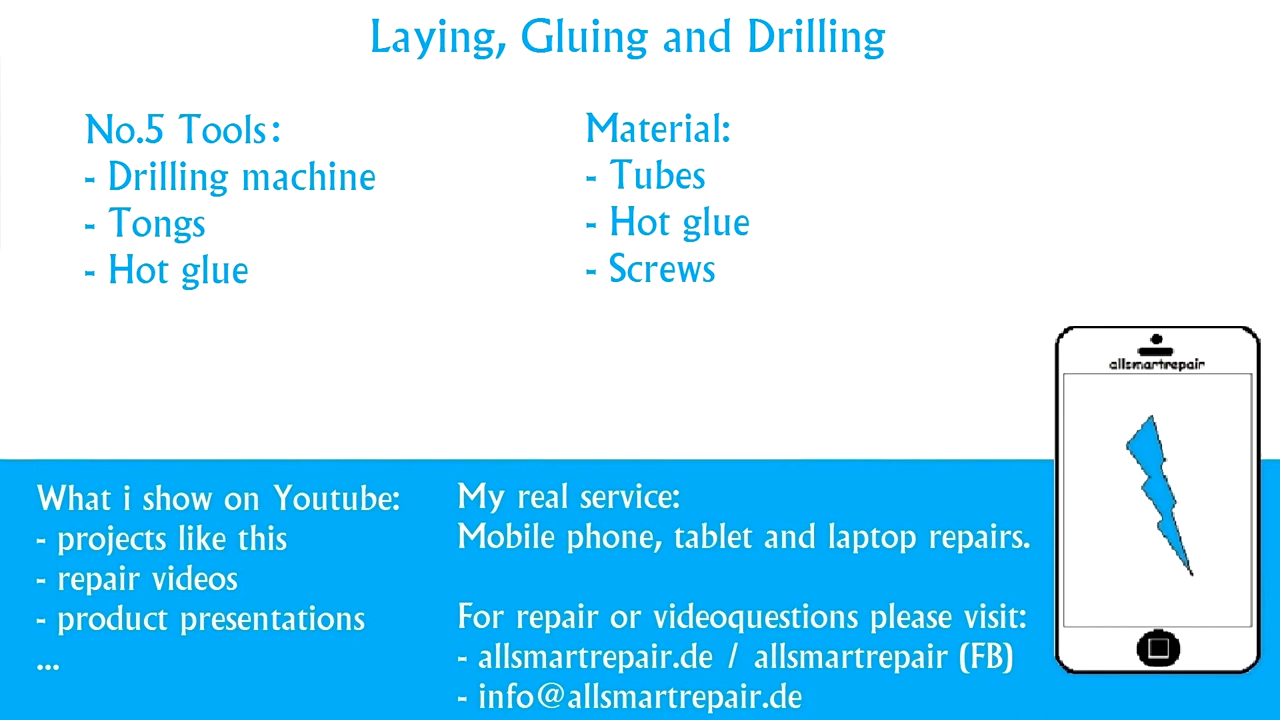 Laying, Gluing and Drilling
No.5 Tools:
- Drilling machine
- Tongs
- Hot glue
Material:
- Tubes
- Hot glue
- Screws
allsmartrepair
What i show on Youtube:
- projects like this
- repair videos
- product presentations
...
My real service:
Mobile phone, tablet and laptop repairs.
For repair or videoquestions please visit:
- allsmartrepair.de / allsmartrepair (FB)
- info@allsmartrepair.de